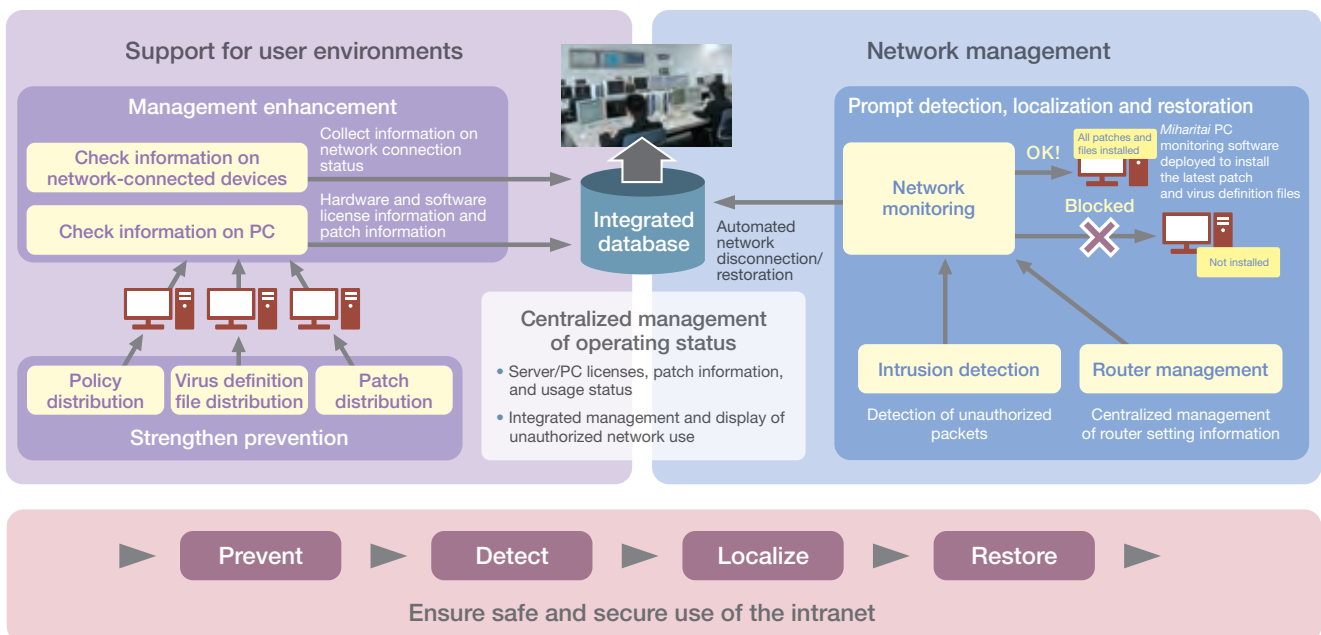 Support for user environments
Management enhancement
Check information on
network-connected devices
Collect information on
network connection
status
Check information on PC
Hardware and software
license information and
patch information
Policy
distribution
Virus definition
file distribution
Patch
distribution
Strengthen prevention
Integrated
database
Centralized management
of operating status
• Server/PC licenses, patch information,
and usage status
• Integrated management and display of
unauthorized network use
Network management
Prompt detection, localization and restoration
Automated
network
disconnection/
restoration
Network
monitoring
OK!
All patches and
files installed
Miharitai PC
monitoring software
deployed to install
the latest patch
and virus definition files
Blocked
Not installed
Intrusion detection
Detection of unauthorized
packets
Router management
Centralized management
of router setting information
Prevent
Detect
Localize
Restore
Ensure safe and secure use of the intranet